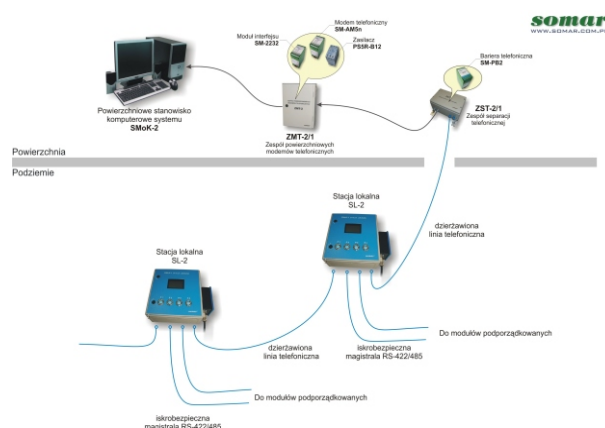 somar
WWW.SOMAR.COM.PL
Modem telefoniczny
SM-AM5n
Moduł interfejsu
SM-2232
Zasilacz
PS5R-B12
Bariera telefoniczna
SM-PB2
Powierzchniowe stanowisko
komputerowe systemu
SMoK-2
ZMT-2/1
Zespół powierzchniowych
modemów telefonicznych
ZST-2/1
Zespół separacji
telefonicznej
Powierzchnia
Podziemie
Stacja lokalna
SL-2
dzierżawiona
linia telefoniczna
Stacja lokalna
SL-2
Do modułów podporządkowanych
iskrobezpieczna
magistrala RS-422/485
dzierżawiona
linia telefoniczna
Do modułów podporządkowanych
iskrobezpieczna
magistrala RS-422/485